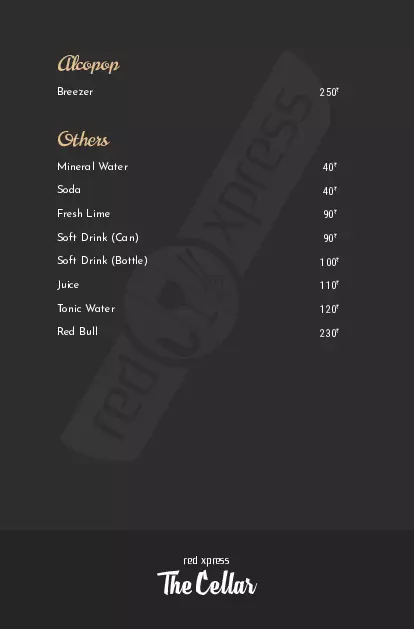 Alcopop
Breezer 250₹
Others
Mineral Water 40₹
Soda 40₹
Fresh Lime 90₹
Soft Drink (Can) 90₹
Soft Drink (Bottle) 100₹
Juice 110₹
Tonic Water 120₹
Red Bull 230₹
red xpress
red xpress
The Cellar